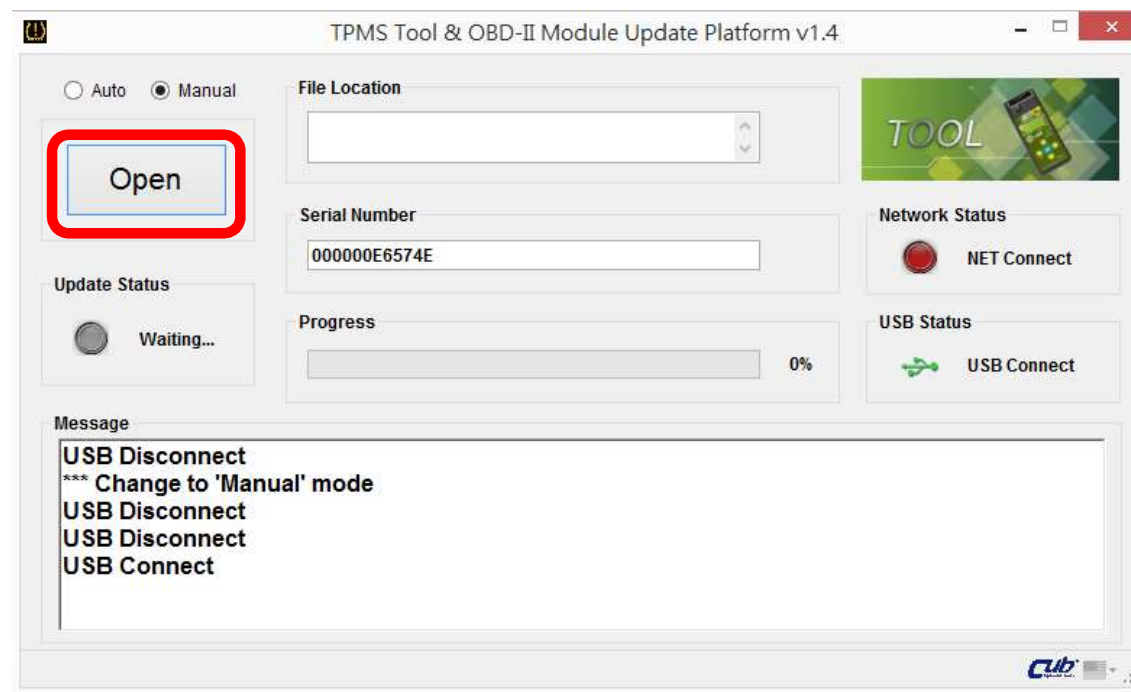 TPMS Tool & OBD-II Module Update Platform v1.4
Auto
Manual
Open
File Location
TOOL
Serial Number
000000E6574E
Network Status
NET Connect
Update Status
Waiting...
Progress
0%
USB Status
USB Connect
Message
USB Disconnect
*** Change to 'Manual' mode
USB Disconnect
USB Disconnect
USB Connect
Cub